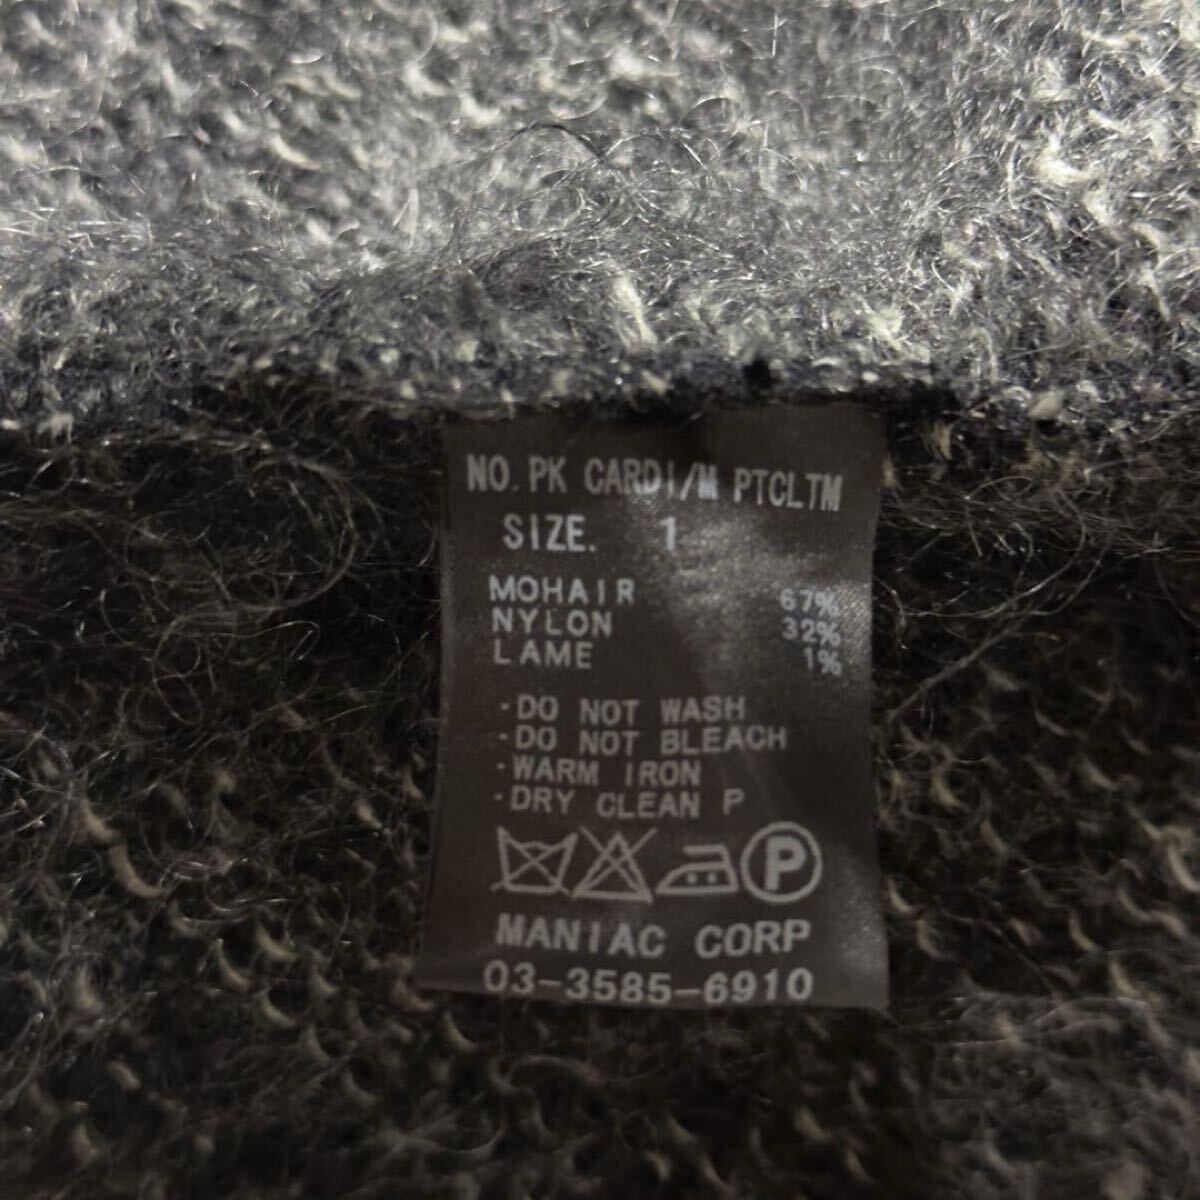 NO. PK CARDI/M PTCLTM
SIZE. 1
MOHAIR 67%
NYLON 32%
LAME 1%
·DO NOT WASH
·DO NOT BLEACH
·WARM IRON
·DRY CLEAN P
P
MANIAC CORP
03-3585-6910